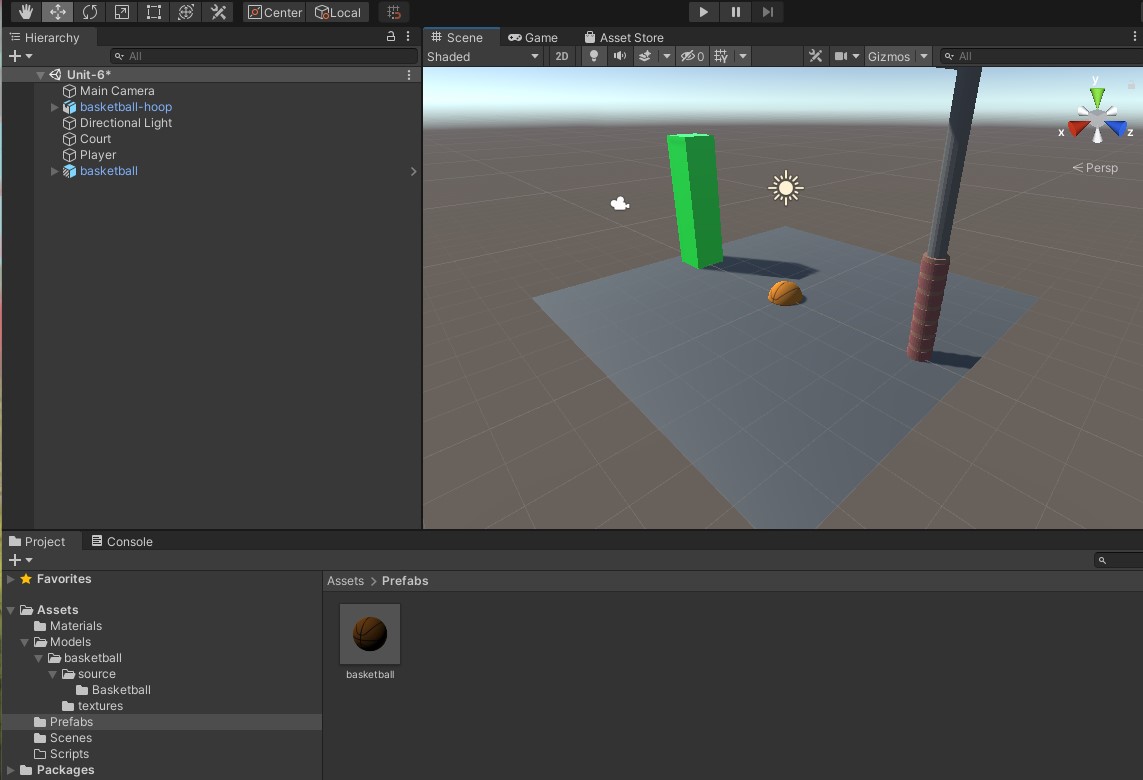 Center Local
Hierarchy
Scene Game Asset Store
All
Shaded 2D 0 Gizmos All
Unit-6*
Main Camera
basketball-hoop
Directional Light
Court
Player
basketball
y
x z
Persp
Project Console
Favorites
Assets
Materials
Models
basketball
source
Basketball
textures
Prefabs
Scenes
Scripts
Packages
Assets > Prefabs
basketball